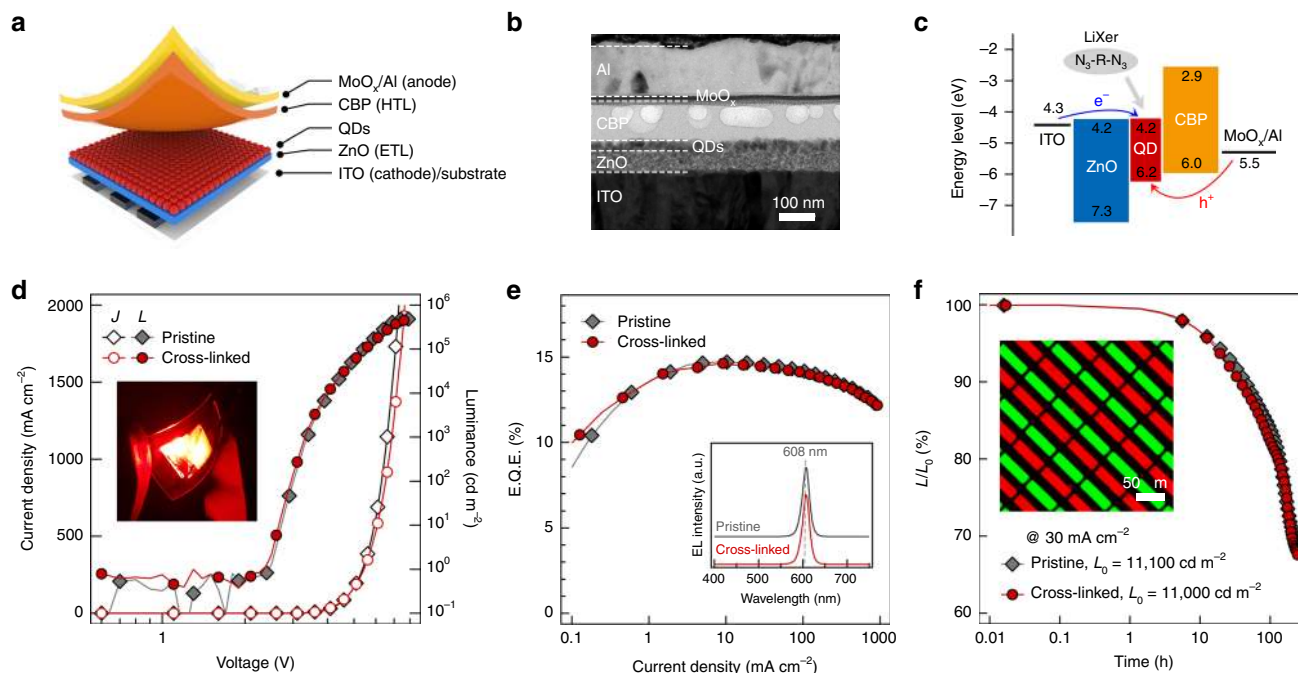 a
MoOₓ/Al (anode)
CBP (HTL)
QDs
ZnO (ETL)
ITO (cathode)/substrate
b
Al
MoOₓ
CBP
QDs
ZnO
ITO
100 nm
c
LiXer
N₃-R-N₃
Energy level (eV)
−2
−3
−4
−5
−6
−7
4.3
ITO
e⁻
4.2
ZnO
7.3
4.2
QD
6.2
2.9
CBP
6.0
MoOₓ/Al
5.5
h⁺
d
J L
Pristine
Cross-linked
Current density (mA cm⁻²)
2000
1500
1000
500
0
10⁶
10⁵
10⁴
10³
10²
10¹
10⁰
10⁻¹
Luminance (cd m⁻²)
1
Voltage (V)
e
Pristine
Cross-linked
E.Q.E. (%)
20
15
10
5
0
0.1 1 10 100 1000
Current density (mA cm⁻²)
608 nm
EL intensity (a.u.)
Pristine
Cross-linked
400 500 600 700
Wavelength (nm)
f
L/L₀ (%)
100
90
80
70
60
50 m
@ 30 mA cm⁻²
Pristine, L₀ = 11,100 cd m⁻²
Cross-linked, L₀ = 11,000 cd m⁻²
0.01 0.1 1 10 100
Time (h)